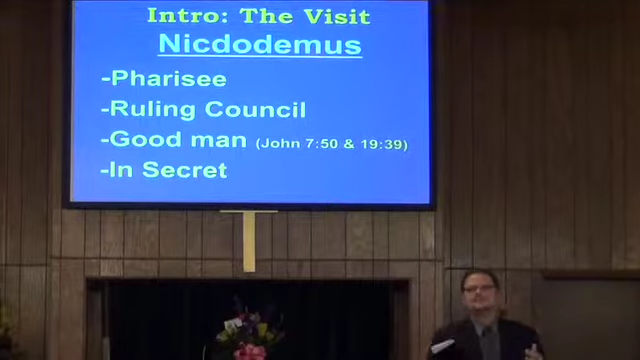 Intro: The Visit
Nicdodemus
-Pharisee
-Ruling Council
-Good man (John 7:50 & 19:39)
-In Secret